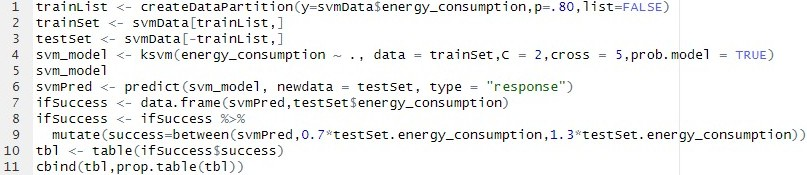 1 trainList <- createDataPartition(y=svmData$energy_consumption,p=.80,list=FALSE)
2 trainSet <- svmData[trainList,]
3 testSet <- svmData[-trainList,]
4 svm_model <- ksvm(energy_consumption ~ ., data = trainSet,C = 2,cross = 5,prob.model = TRUE)
5 svm_model
6 svmPred <- predict(svm_model, newdata = testSet, type = "response")
7 ifSuccess <- data.frame(svmPred,testSet$energy_consumption)
8 ifSuccess <- ifSuccess %>%
9   mutate(success=between(svmPred,0.7*testSet.energy_consumption,1.3*testSet.energy_consumption))
10 tbl <- table(ifSuccess$success)
11 cbind(tbl,prop.table(tbl))